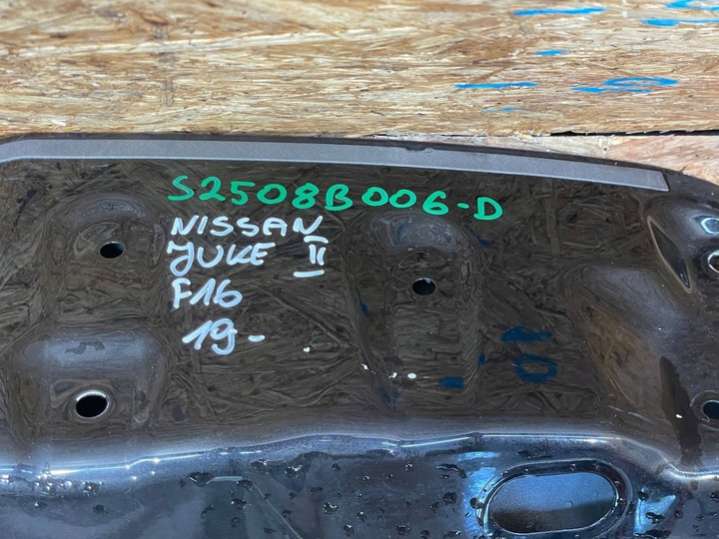 S2508B006-D
NISSAN
JUKE II
F16
19-